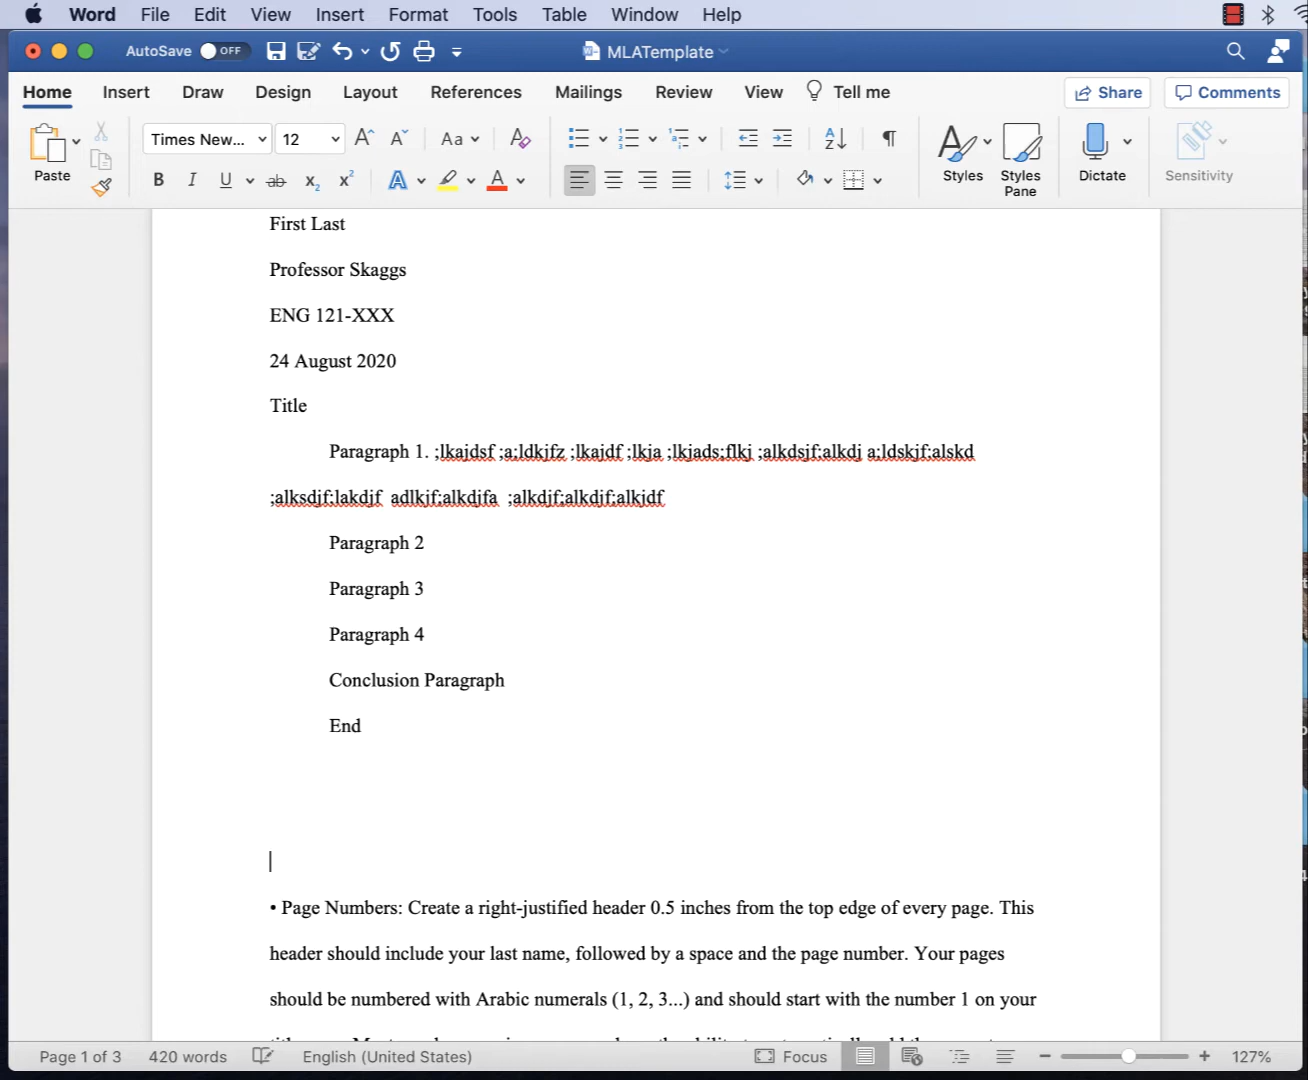 Word File Edit View Insert Format Tools Table Window Help
AutoSave OFF MLATemplate
Home Insert Draw Design Layout References Mailings Review View Tell me Share Comments
Paste Times New... 12 Aa Styles Styles Pane Dictate Sensitivity
First Last
Professor Skaggs
ENG 121-XXX
24 August 2020
Title
Paragraph 1. ;lkajdsf ;a;ldkjfz ;lkajdf ;lkja ;lkjads;flkj ;alkdsjf;alkdj a;ldskjf;alskd
;alksdjf;lakdjf adlkjf;alkdjfa ;alkdjf;alkdjf;alkjdf
Paragraph 2
Paragraph 3
Paragraph 4
Conclusion Paragraph
End
• Page Numbers: Create a right-justified header 0.5 inches from the top edge of every page. This
header should include your last name, followed by a space and the page number. Your pages
should be numbered with Arabic numerals (1, 2, 3...) and should start with the number 1 on your
Page 1 of 3 420 words English (United States) Focus 127%